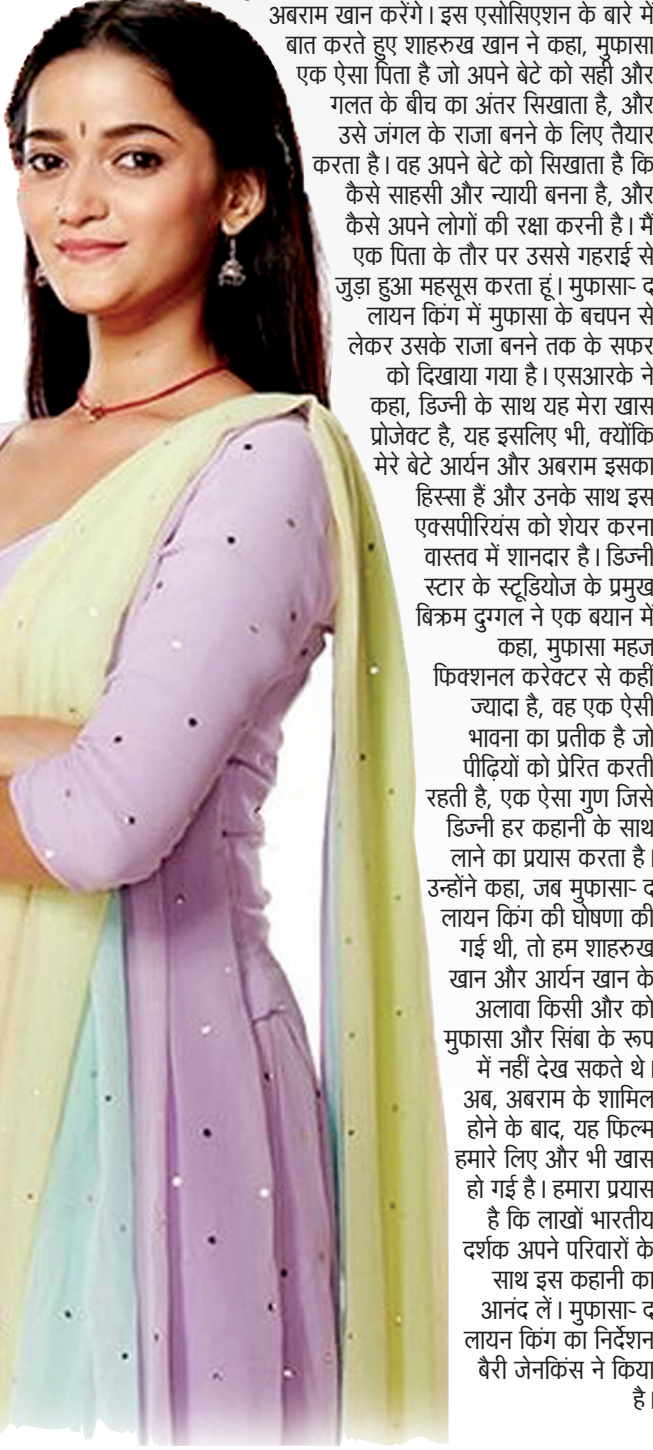 अबराम खान करेंगे। इस एसोसिएशन के बारे में
बात करते हुए शाहरुख खान ने कहा, मुफासा
एक ऐसा पिता है जो अपने बेटे को सही और
गलत के बीच का अंतर सिखाता है, और
उसे जंगल के राजा बनने के लिए तैयार
करता है। वह अपने बेटे को सिखाता है कि
कैसे साहसी और न्यायी बनना है, और
कैसे अपने लोगों की रक्षा करनी है। मैं
एक पिता के तौर पर उससे गहराई से
जुड़ा हुआ महसूस करता हूं। मुफासा- द
लायन किंग में मुफासा के बचपन से
लेकर उसके राजा बनने तक के सफर
को दिखाया गया है। एसआरके ने
कहा, डिज्नी के साथ यह मेरा खास
प्रोजेक्ट है, यह इसलिए भी, क्योंकि
मेरे बेटे आर्यन और अबराम इसका
हिस्सा हैं और उनके साथ इस
एक्सपीरियंस को शेयर करना
वास्तव में शानदार है। डिज्नी
स्टार के स्टूडियोज के प्रमुख
बिक्रम दुग्गल ने एक बयान में
कहा, मुफासा महज
फिक्शनल करेक्टर से कहीं
ज्यादा है, वह एक ऐसी
भावना का प्रतीक है जो
पीढ़ियों को प्रेरित करती
रहती है, एक ऐसा गुण जिसे
डिज्नी हर कहानी के साथ
लाने का प्रयास करता है।
उन्होंने कहा, जब मुफासा- द
लायन किंग की घोषणा की
गई थी, तो हम शाहरुख
खान और आर्यन खान के
अलावा किसी और को
मुफासा और सिंबा के रूप
में नहीं देख सकते थे।
अब, अबराम के शामिल
होने के बाद, यह फिल्म
हमारे लिए और भी खास
हो गई है। हमारा प्रयास
है कि लाखों भारतीय
दर्शक अपने परिवारों के
साथ इस कहानी का
आनंद लें। मुफासा- द
लायन किंग का निर्देशन
बैरी जेनकिंस ने किया
है।